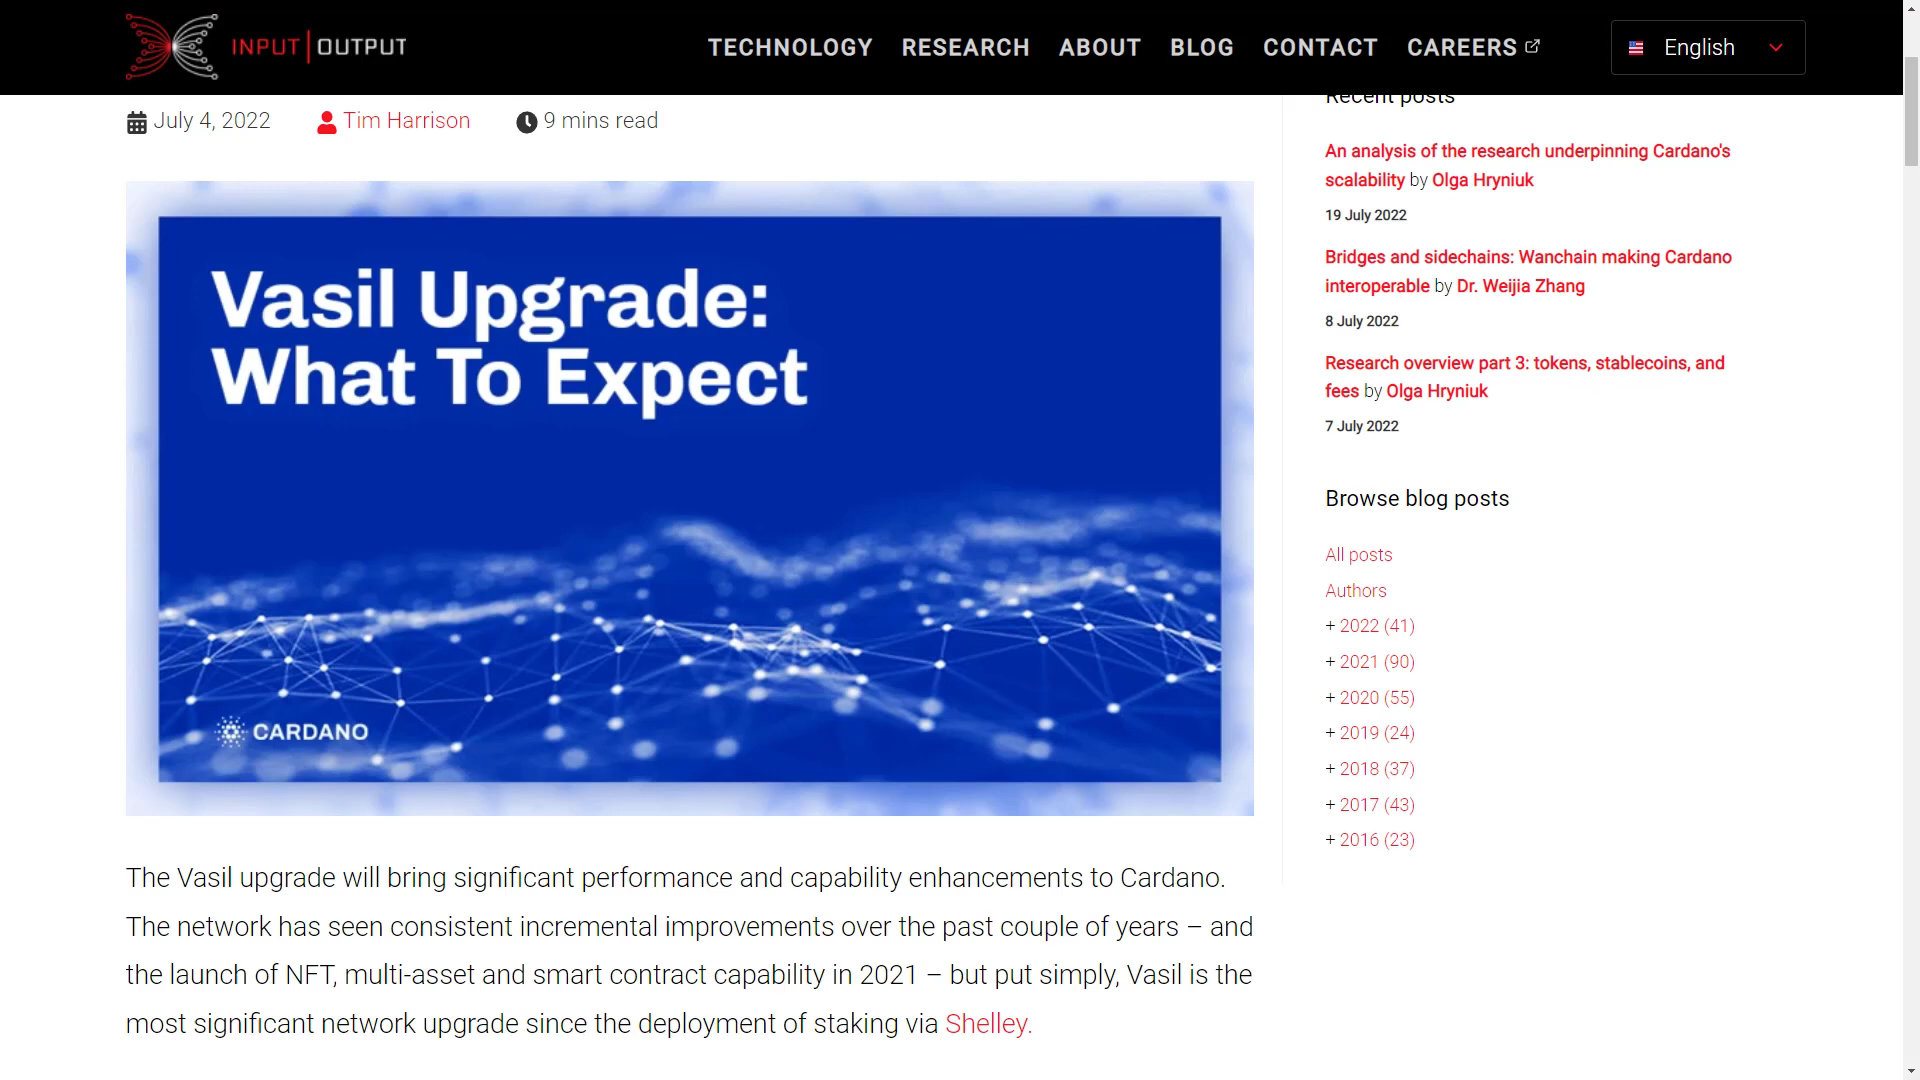 INPUT|OUTPUT
TECHNOLOGY RESEARCH ABOUT BLOG CONTACT CAREERS
English
July 4, 2022 Tim Harrison 9 mins read
Vasil Upgrade:
What To Expect
CARDANO
The Vasil upgrade will bring significant performance and capability enhancements to Cardano.
The network has seen consistent incremental improvements over the past couple of years – and
the launch of NFT, multi-asset and smart contract capability in 2021 – but put simply, Vasil is the
most significant network upgrade since the deployment of staking via Shelley.
Recent posts
An analysis of the research underpinning Cardano's
scalability by Olga Hryniuk
19 July 2022
Bridges and sidechains: Wanchain making Cardano
interoperable by Dr. Weijia Zhang
8 July 2022
Research overview part 3: tokens, stablecoins, and
fees by Olga Hryniuk
7 July 2022
Browse blog posts
All posts
Authors
+ 2022 (41)
+ 2021 (90)
+ 2020 (55)
+ 2019 (24)
+ 2018 (37)
+ 2017 (43)
+ 2016 (23)